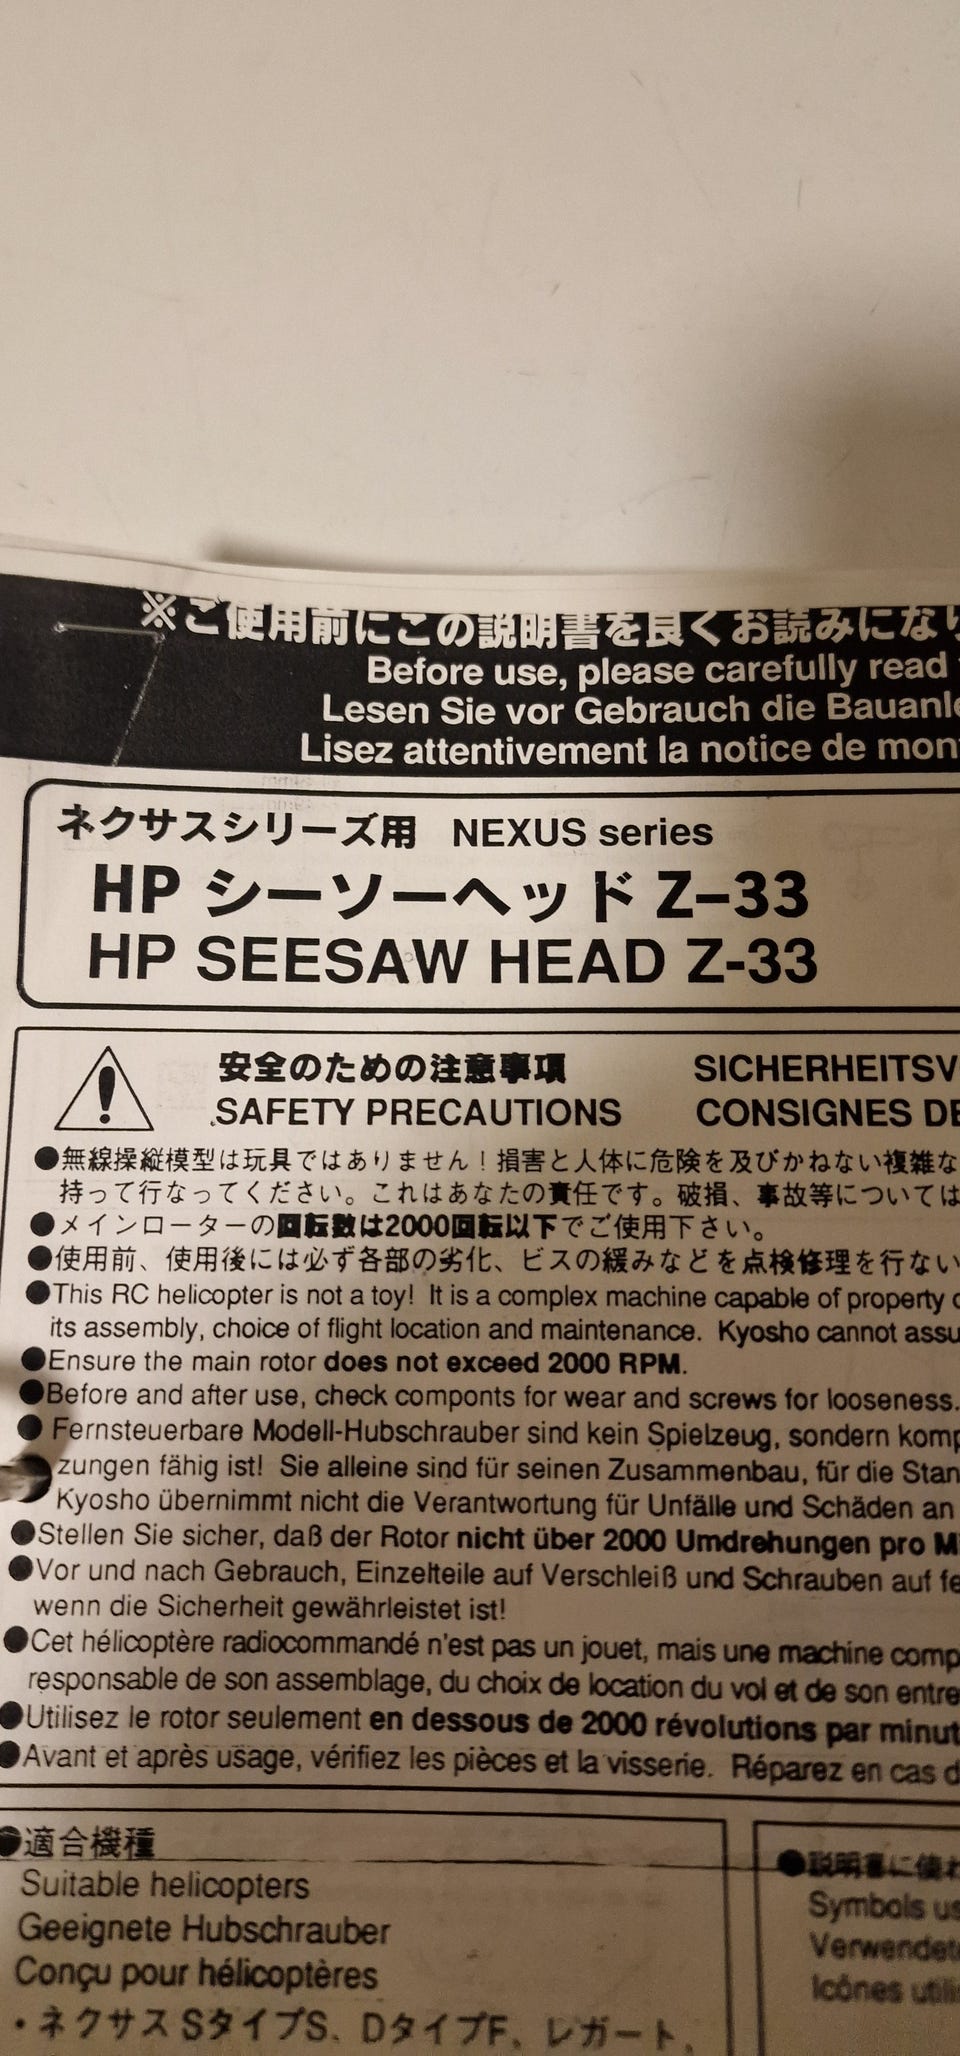 ※ご使用前にこの説明書を良くお読みになり
Before use, please carefully read
Lesen Sie vor Gebrauch die Bauanle
Lisez attentivement la notice de mon
ネクサスシリーズ用 NEXUS series
HP シーソーヘッド Z-33
HP SEESAW HEAD Z-33
安全のための注意事項 SICHERHEITSV
SAFETY PRECAUTIONS CONSIGNES DE
●無線操縦模型は玩具ではありません！損害と人体に危険を及びかねない複雑な
持って行なってください。これはあなたの責任です。破損、事故等については
●メインローターの回転数は2000回転以下でご使用下さい。
●使用前、使用後には必ず各部の劣化、ビスの緩みなどを点検修理を行ない
●This RC helicopter is not a toy! It is a complex machine capable of property
its assembly, choice of flight location and maintenance. Kyosho cannot assu
●Ensure the main rotor does not exceed 2000 RPM.
●Before and after use, check componts for wear and screws for looseness.
● Fernsteuerbare Modell-Hubschrauber sind kein Spielzeug, sondern komp
zungen fähig ist! Sie alleine sind für seinen Zusammenbau, für die Stan
Kyosho übernimmt nicht die Verantwortung für Unfälle und Schäden an
●Stellen Sie sicher, daß der Rotor nicht über 2000 Umdrehungen pro M
●Vor und nach Gebrauch, Einzelteile auf Verschleiß und Schrauben auf fe
wenn die Sicherheit gewährleistet ist!
●Cet hélicoptère radiocommandé n'est pas un jouet, mais une machine comp
responsable de son assemblage, du choix de location du vol et de son entre
●Utilisez le rotor seulement en dessous de 2000 révolutions par minut
●Avant et après usage, vérifiez les pièces et la visserie. Réparez en cas d
●適合機種
Suitable helicopters
Geeignete Hubschrauber
Conçu pour hélicoptères
・ネクサス SタイプS、DタイプF、レガート、
●説明書に使わ
Symbols us
Verwendet
Icônes utili